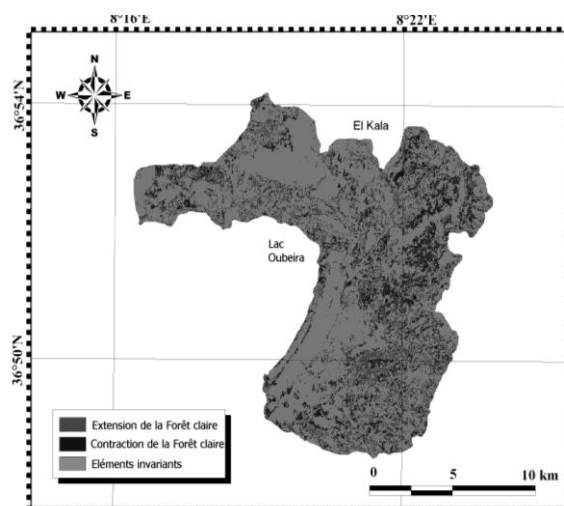 8°16'E
8°22'E
N
W E
S
36°54'N
El Kala
Lac
Oubeira
36°50'N
Extension de la Forêt claire
Contraction de la Forêt claire
Eléments invariants
0 5 10 km